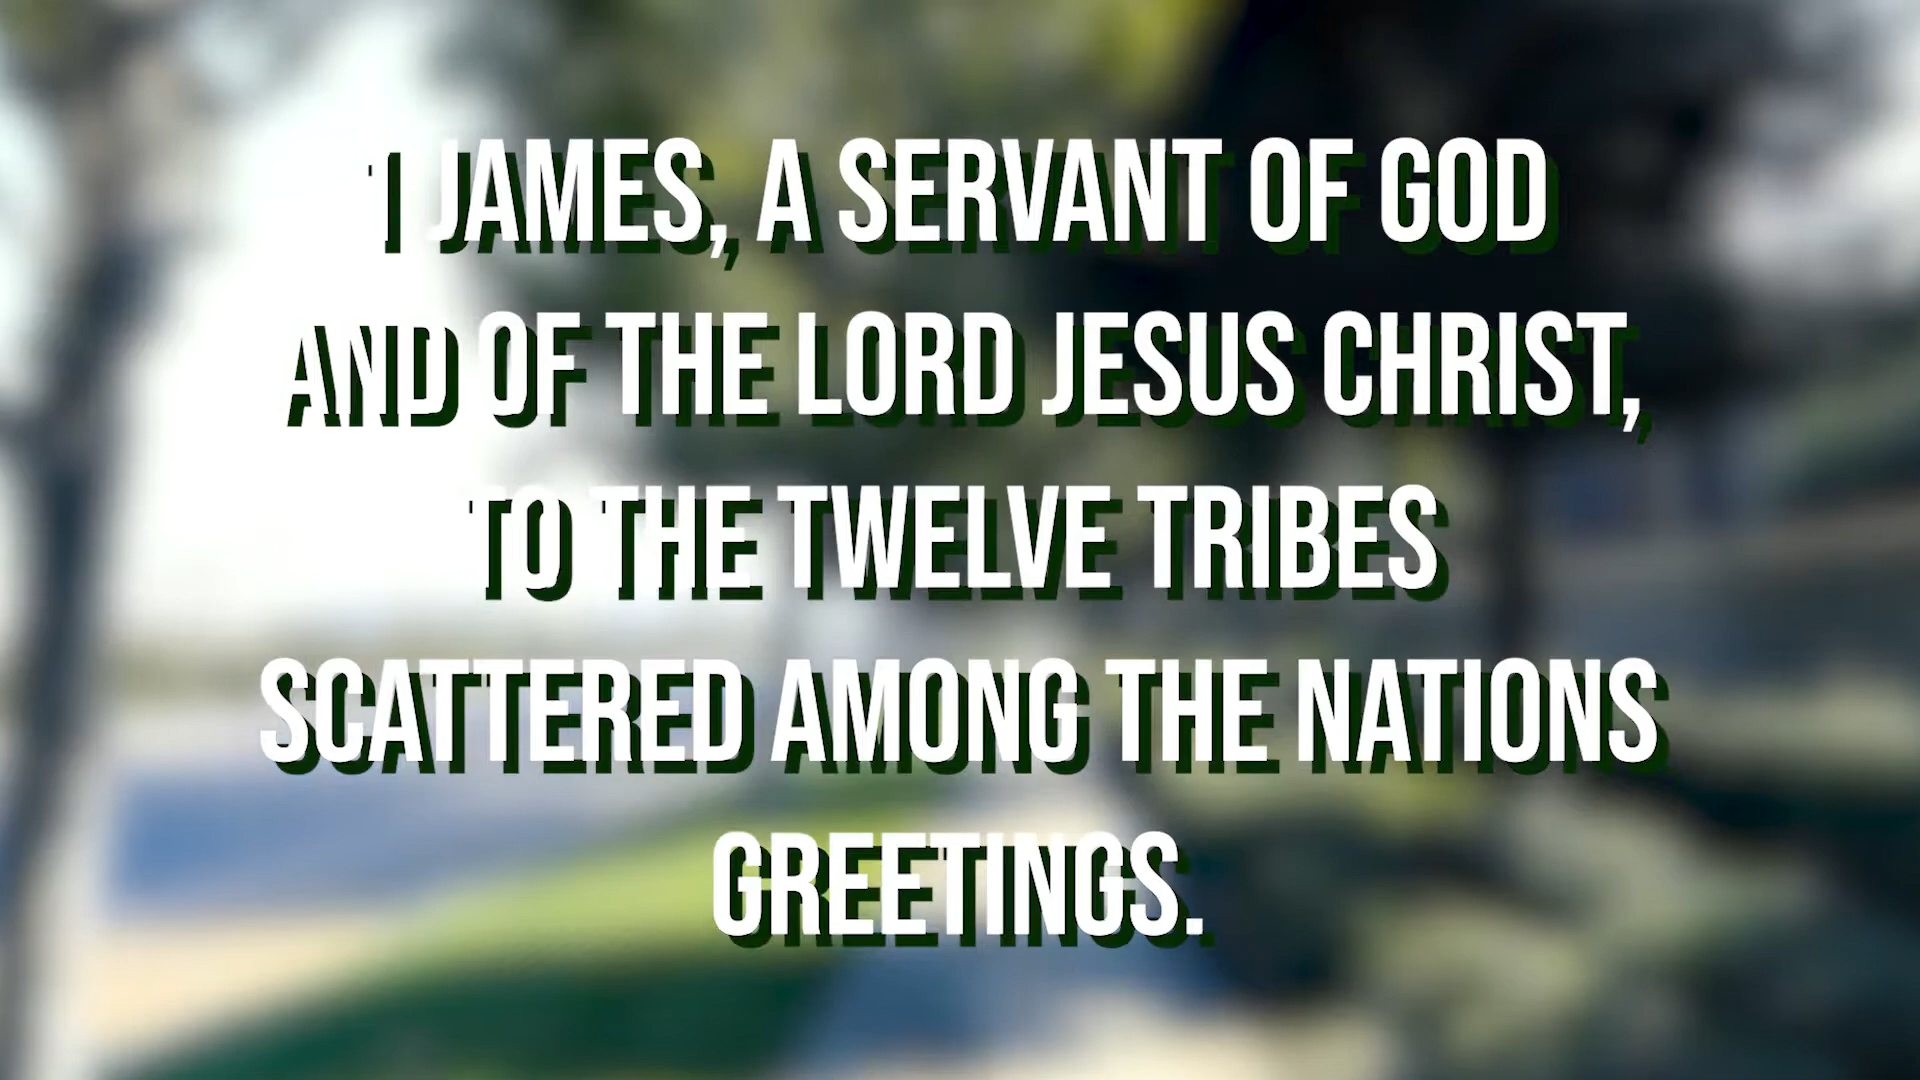 1 JAMES, A SERVANT OF GOD
AND OF THE LORD JESUS CHRIST,
TO THE TWELVE TRIBES
SCATTERED AMONG THE NATIONS
GREETINGS.